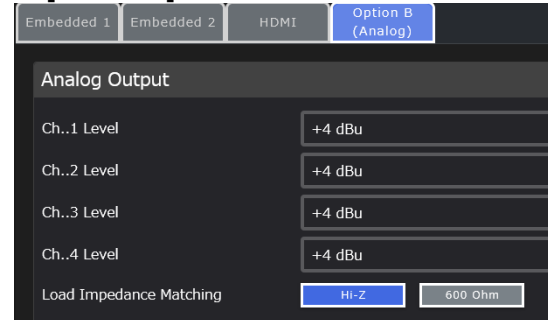 Embedded 1 Embedded 2 HDMI Option B
(Analog)
Analog Output
Ch..1 Level +4 dBu
Ch..2 Level +4 dBu
Ch..3 Level +4 dBu
Ch..4 Level +4 dBu
Load Impedance Matching Hi-Z 600 Ohm